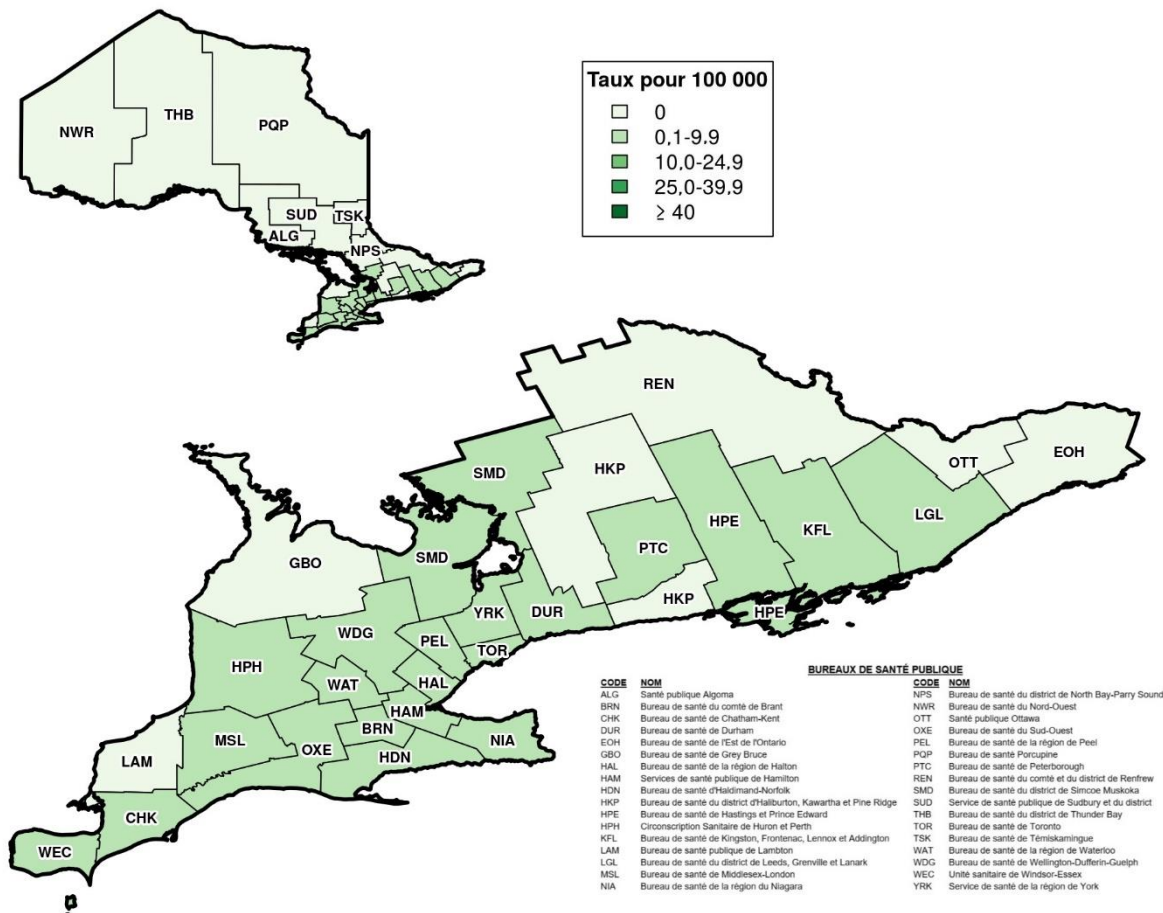 Taux pour 100 000
0
0,1-9,9
10,0-24,9
25,0-39,9
≥ 40
NWR
THB
PQP
SUD
TSK
ALG
NPS
REN
SMD
HKP
OTT
EOH
LGL
HPE
KFL
PTC
GBO
SMD
HKP
HPE
YRK
DUR
WDG
PEL
TOR
HPH
WAT
HAL
HAM
BRN
MSL
OXE
HDN
NIA
LAM
CHK
WEC
BUREAUX DE SANTÉ PUBLIQUE
CODE NOM
ALG Santé publique Algoma
BRN Bureau de santé du comté de Brant
CHK Bureau de santé de Chatham-Kent
DUR Bureau de santé de Durham
EOH Bureau de santé de l'Est de l'Ontario
GBO Bureau de santé de Grey Bruce
HAL Bureau de santé de la région de Halton
HAM Services de santé publique de Hamilton
HDN Bureau de santé d'Haldimand-Norfolk
HKP Bureau de santé du district d'Haliburton, Kawartha et Pine Ridge
HPE Bureau de santé de Hastings et Prince Edward
HPH Circonscription Sanitaire de Huron et Perth
KFL Bureau de santé de Kingston, Frontenac, Lennox et Addington
LAM Bureau de santé publique de Lambton
LGL Bureau de santé du district de Leeds, Grenville et Lanark
MSL Bureau de santé de Middlesex-London
NIA Bureau de santé de la région du Niagara
CODE NOM
NPS Bureau de santé du district de North Bay-Parry Sound
NWR Bureau de santé du Nord-Ouest
OTT Santé publique Ottawa
OXE Bureau de santé du Sud-Ouest
PEL Bureau de santé de la région de Peel
PQP Bureau de santé Porcupine
PTC Bureau de santé de Peterborough
REN Bureau de santé du comté et du district de Renfrew
SMD Bureau de santé du district de Simcoe Muskoka
SUD Service de santé publique de Sudbury et du district
THB Bureau de santé du district de Thunder Bay
TOR Bureau de santé de Toronto
TSK Bureau de santé de Témiskamingue
WAT Bureau de santé de la région de Waterloo
WDG Bureau de santé de Wellington-Dufferin-Guelph
WEC Unité sanitaire de Windsor-Essex
YRK Service de santé de la région de York